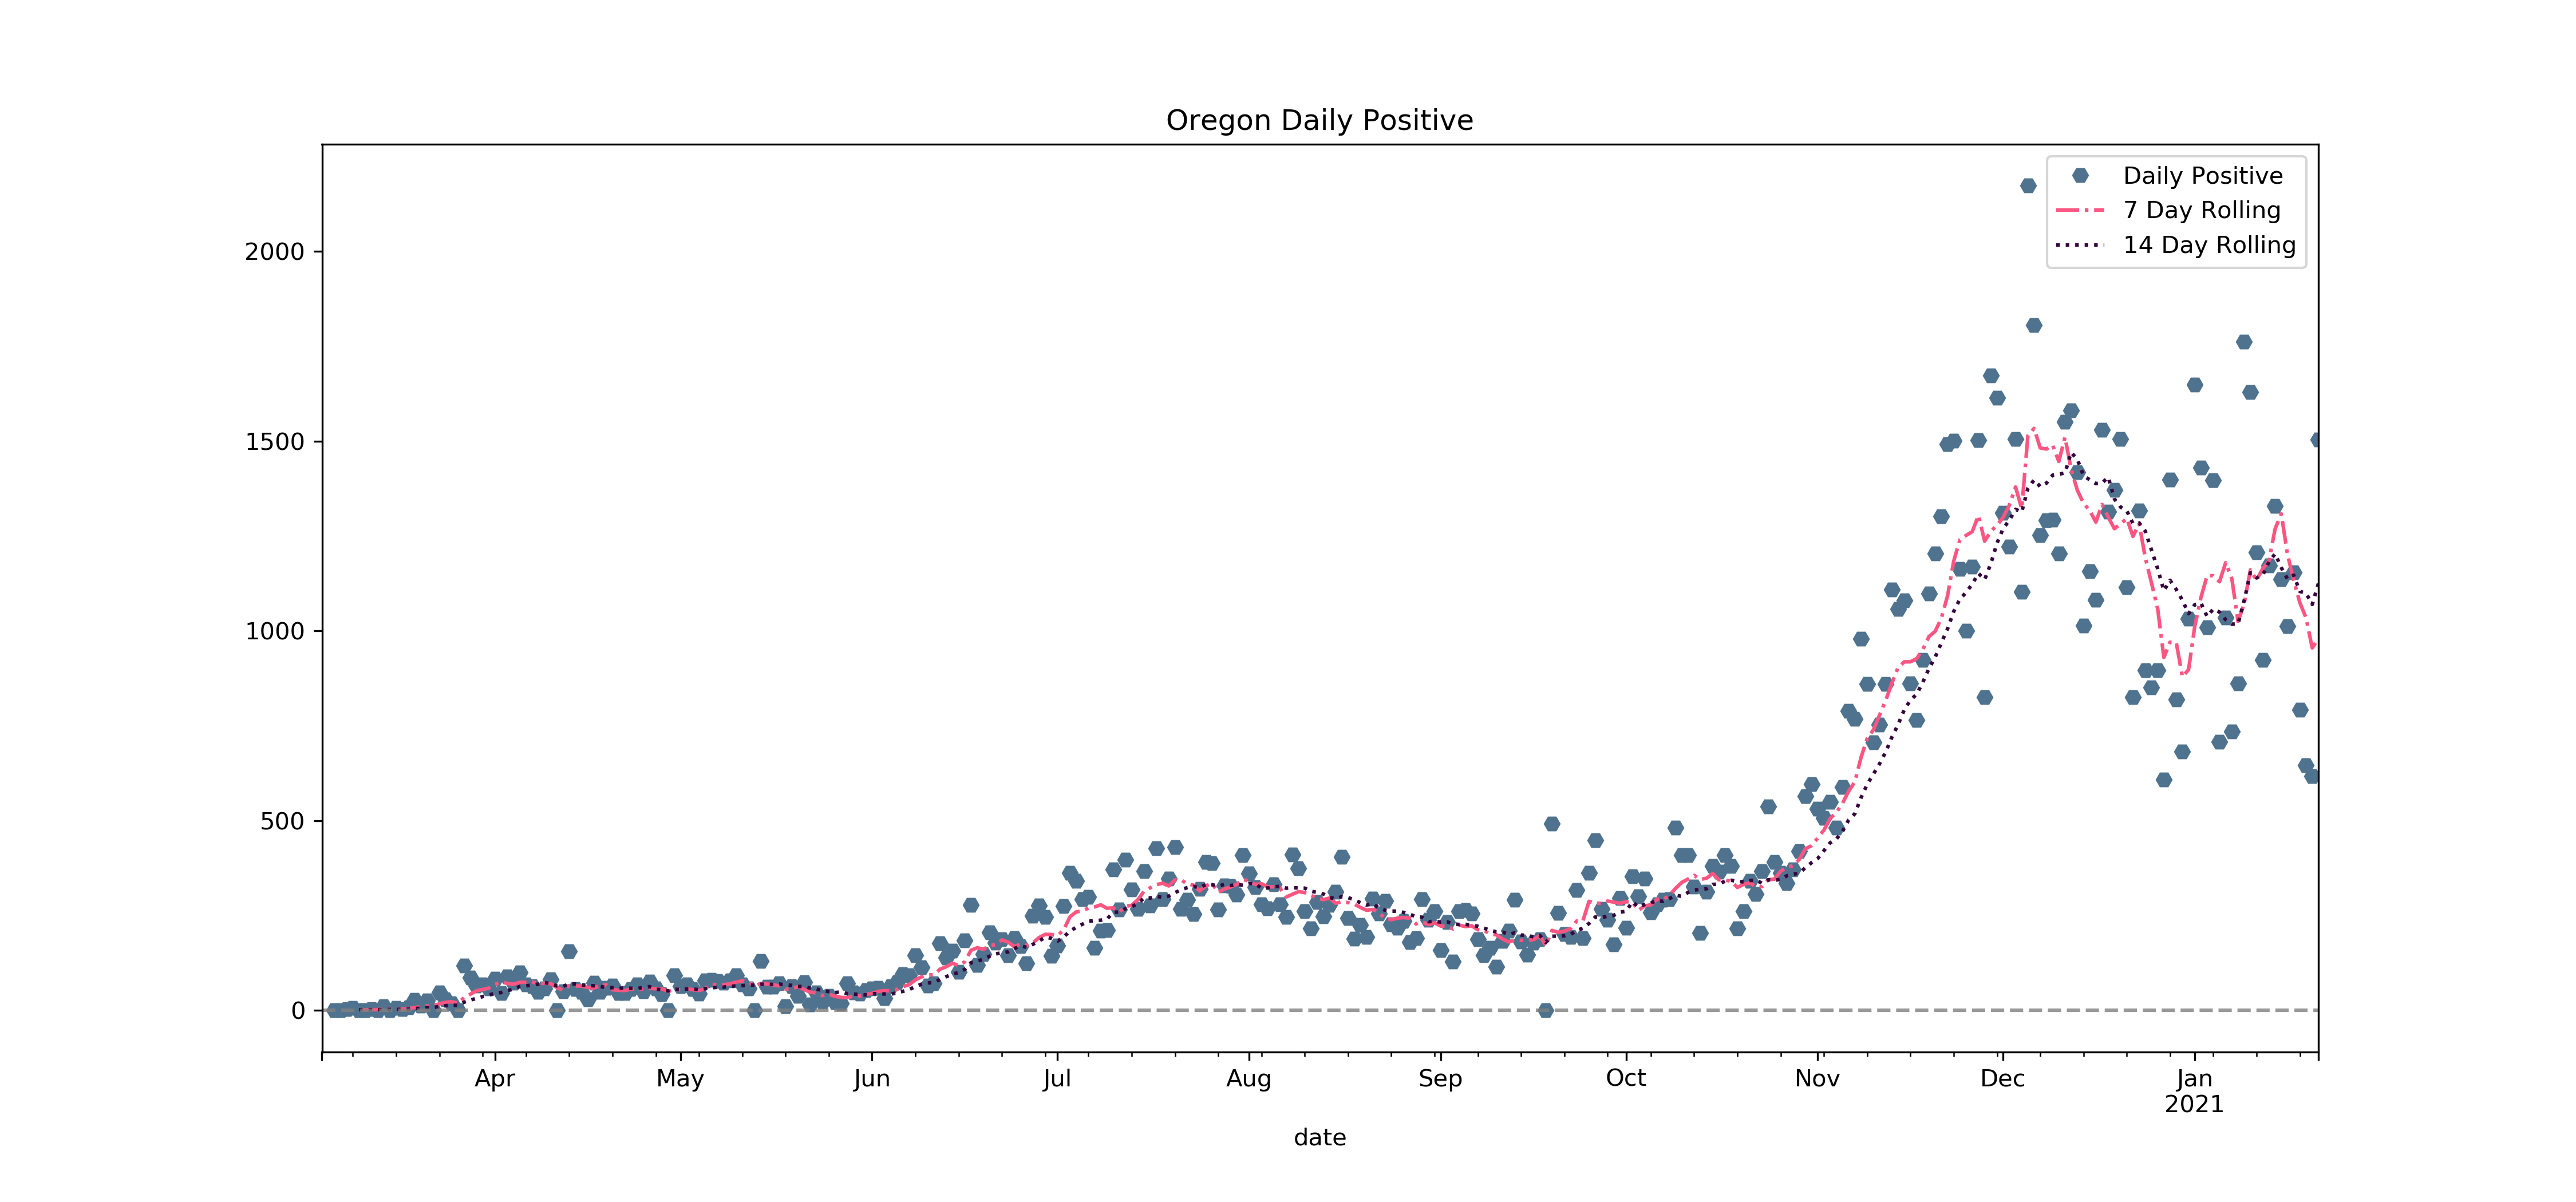 Oregon Daily Positive
Daily Positive
7 Day Rolling
14 Day Rolling
2000
1500
1000
500
0
Apr May Jun Jul Aug Sep Oct Nov Dec Jan
2021
date